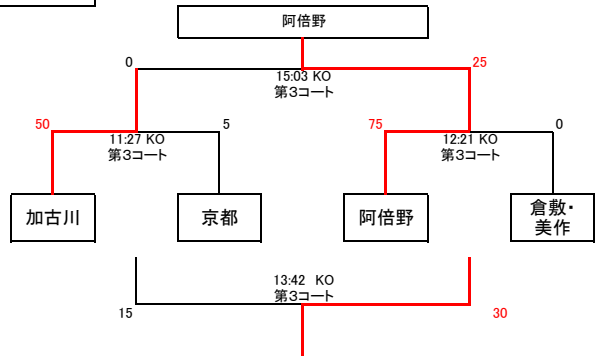 阿倍野
0
25
15:03 KO
第3コート
50
5
75
0
11:27 KO
第3コート
12:21 KO
第3コート
加古川
京都
阿倍野
倉敷・
美作
13:42 KO
第3コート
15
30